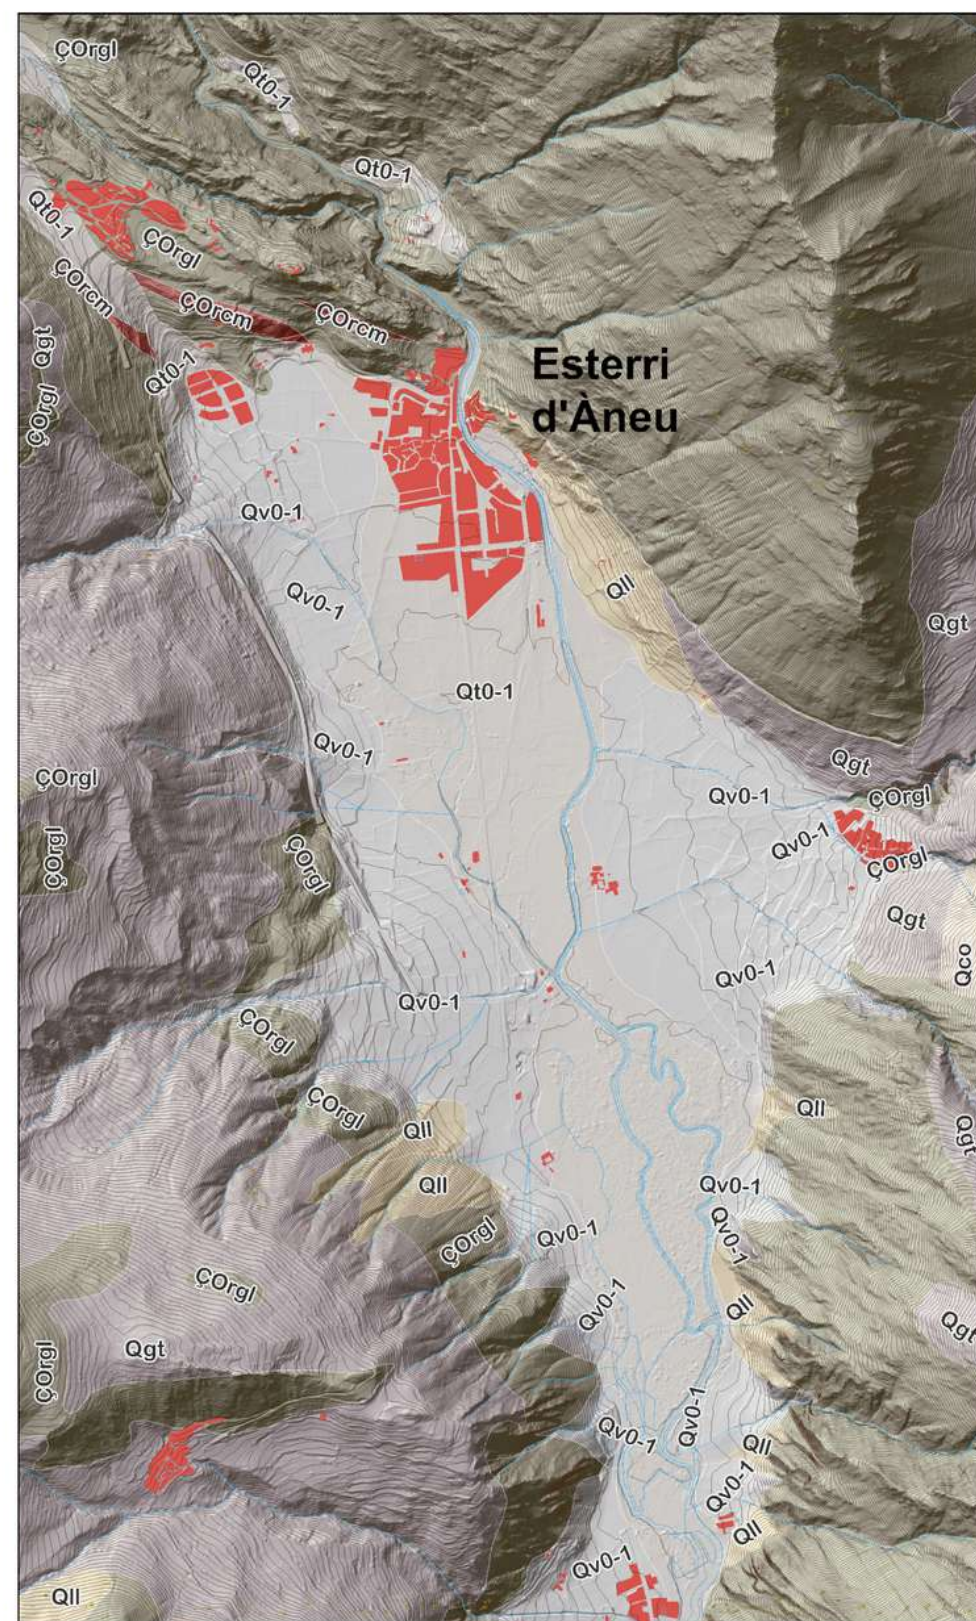 ÇOrgl
Qt0-1
Qt0-1
Qt0-1
ÇOrgl
ÇOrcm
ÇOrcm
ÇOrcm
Qgt
Qt0-1
Esterri
d'Àneu
ÇOrgl
Qv0-1
Qll
Qv0-1
Qgt
Qt0-1
Qv0-1
Qgt
ÇOrgl
Qv0-1
ÇOrgl
Qv0-1
ÇOrgl
ÇOrgl
ÇOrgl
Qgt
Qco
Qv0-1
Qv0-1
ÇOrgl
ÇOrgl
Qll
Qll
Qgt
Qll
Qv0-1
Qv0-1
Qv0-1
ÇOrgl
ÇOrgl
Qv0-1
Qll
Qgt
Qgt
ÇOrgl
Qv0-1
Qv0-1
Qll
Qv0-1
Qll
Qv0-1
Qll